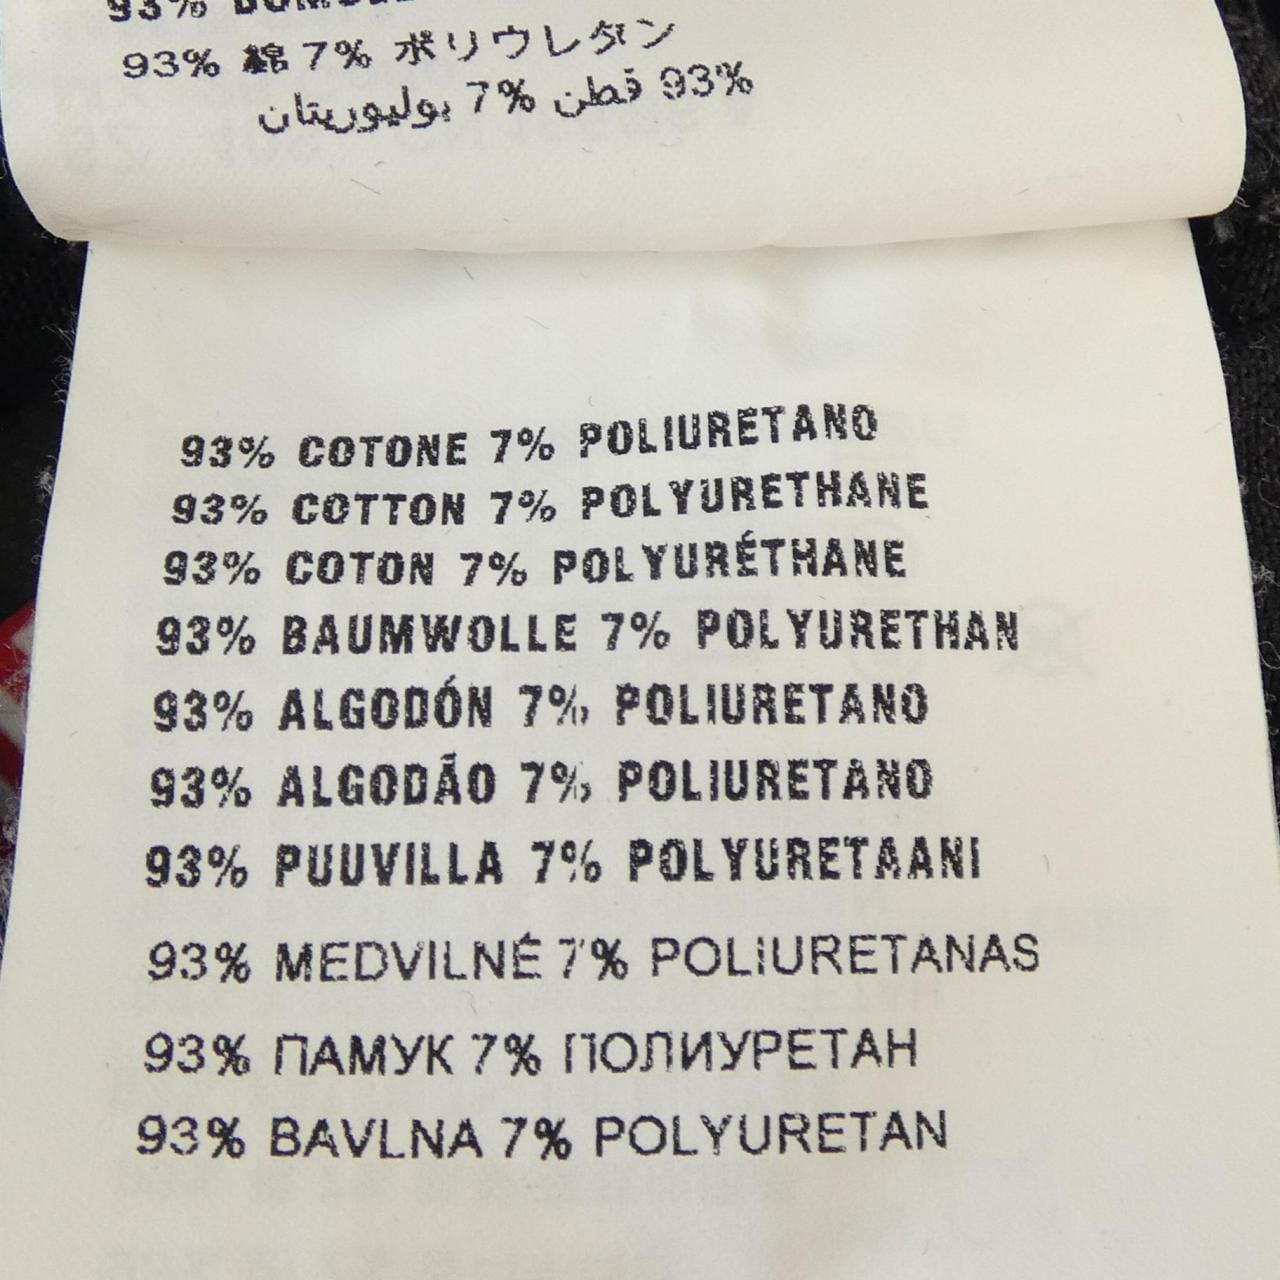 93%
93% 綿 7% ポリウレタン
93% قطن 7% بوليوريتان
93% COTONE 7% POLIURETANO
93% COTTON 7% POLYURETHANE
93% COTON 7% POLYURÉTHANE
93% BAUMWOLLE 7% POLYURETHAN
93% ALGODÓN 7% POLIURETANO
93% ALGODÃO 7% POLIURETANO
93% PUUVILLA 7% POLYURETAANI
93% MEDVILNĖ 7% POLIURETANAS
93% ПАМУК 7% ПОЛИУРЕТАН
93% BAVLNA 7% POLYURETAN